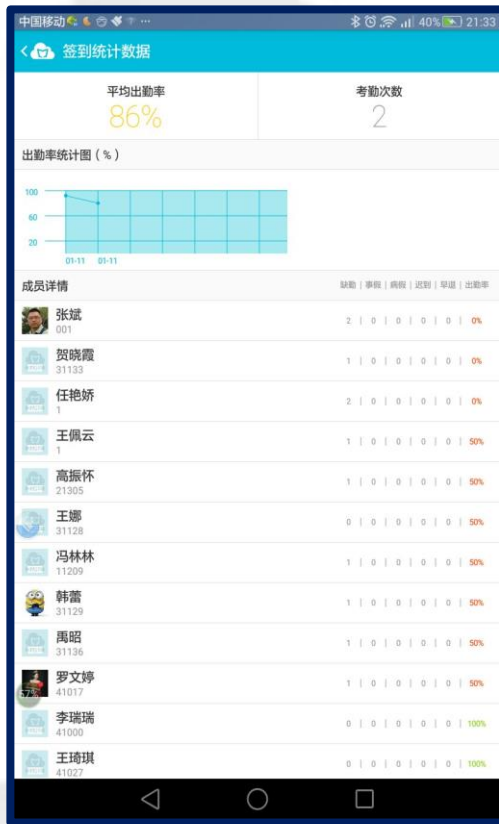 中国移动 40% 21:33
签到统计数据
平均出勤率 考勤次数
86% 2
出勤率统计图(%)
100
60
20
01-11 01-11
成员详情 缺勤 | 事假 | 病假 | 迟到 | 早退 | 出勤率
张斌
001 2 | 0 | 0 | 0 | 0 | 0%
贺晓霞
31133 1 | 0 | 0 | 0 | 0 | 0%
任艳娇
1 2 | 0 | 0 | 0 | 0 | 0%
王佩云
1 1 | 0 | 0 | 0 | 0 | 50%
高振怀
21305 1 | 0 | 0 | 0 | 0 | 50%
王娜
31128 0 | 0 | 0 | 0 | 0 | 50%
冯林林
11209 1 | 0 | 0 | 0 | 0 | 50%
韩蕾
31129 1 | 0 | 0 | 0 | 0 | 50%
禹昭
31136 1 | 0 | 0 | 0 | 0 | 50%
罗文婷
57%
41017 1 | 0 | 0 | 0 | 0 | 50%
李瑞瑞
41000 0 | 0 | 0 | 0 | 0 | 100%
王琦琪
41027 0 | 0 | 0 | 0 | 0 | 100%